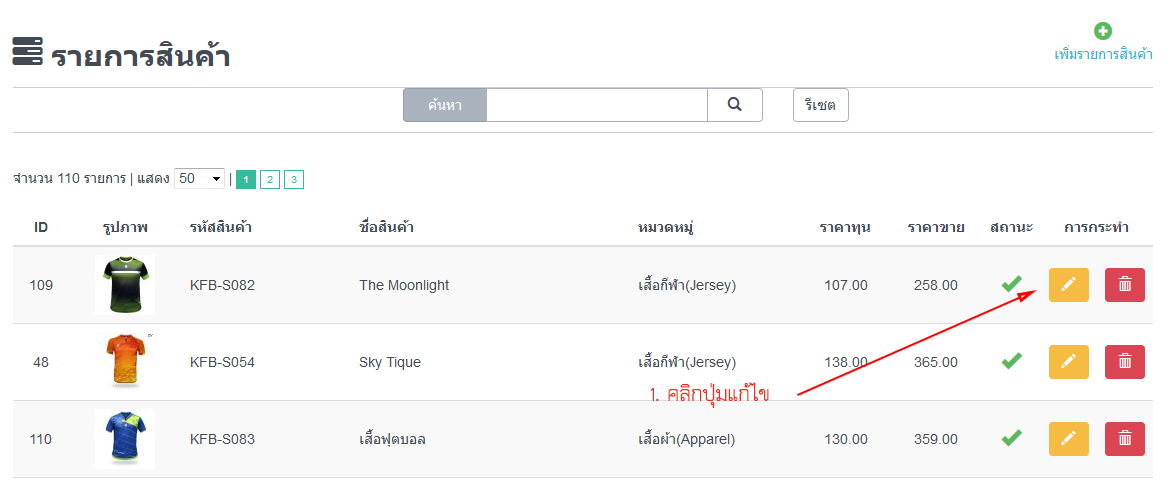 รายการสินค้า
เพิ่มรายการสินค้า
ค้นหา รีเซต
จำนวน 110 รายการ | แสดง 50 | 1 2 3
ID รูปภาพ รหัสสินค้า ชื่อสินค้า หมวดหมู่ ราคาทุน ราคาขาย สถานะ การกระทำ
109 KFB-S082 The Moonlight เสื้อกีฬา(Jersey) 107.00 258.00
48 KFB-S054 Sky Tique เสื้อกีฬา(Jersey) 138.00 365.00
1. คลิกปุ่มแก้ไข
110 KFB-S083 เสื้อฟุตบอล เสื้อผ้า(Apparel) 130.00 359.00